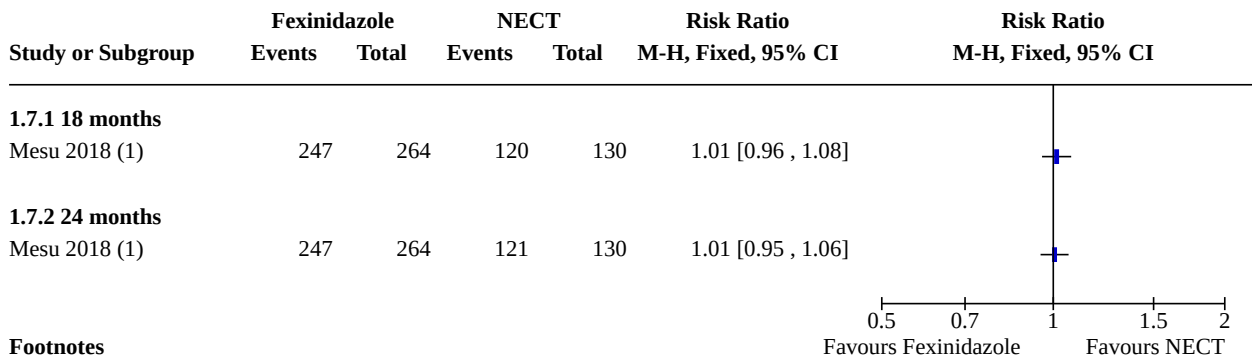 Fexinidazole NECT Risk Ratio Risk Ratio
Study or Subgroup Events Total Events Total M-H, Fixed, 95% CI M-H, Fixed, 95% CI
1.7.1 18 months
Mesu 2018 (1) 247 264 120 130 1.01 [0.96 , 1.08]
1.7.2 24 months
Mesu 2018 (1) 247 264 121 130 1.01 [0.95 , 1.06]
0.5 0.7 1 1.5 2
Footnotes Favours Fexinidazole Favours NECT